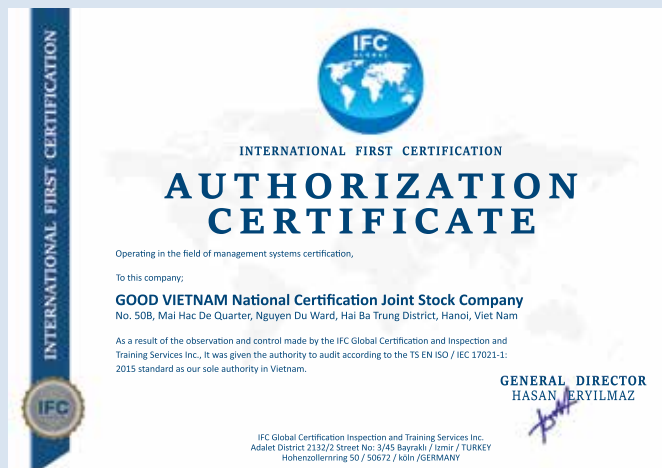 INTERNATIONAL FIRST CERTIFICATION
IFC
GLOBAL
INTERNATIONAL FIRST CERTIFICATION
AUTHORIZATION
CERTIFICATE
Operating in the field of management systems certification,
To this company;
GOOD VIETNAM National Certification Joint Stock Company
No. 50B, Mai Hac De Quarter, Nguyen Du Ward, Hai Ba Trung District, Hanoi, Viet Nam
As a result of the observation and control made by the IFC Global Certification and Inspection and
Training Services Inc., It was given the authority to audit according to the TS EN ISO / IEC 17021-1:
2015 standard as our sole authority in Vietnam.
GENERAL DIRECTOR
HASAN ERYILMAZ
IFC
IFC Global Certification Inspection and Training Services Inc.
Adalet District 2132/2 Street No: 3/45 Bayraklı / Izmir / TURKEY
Hohenzollernring 50 / 50672 / köln /GERMANY